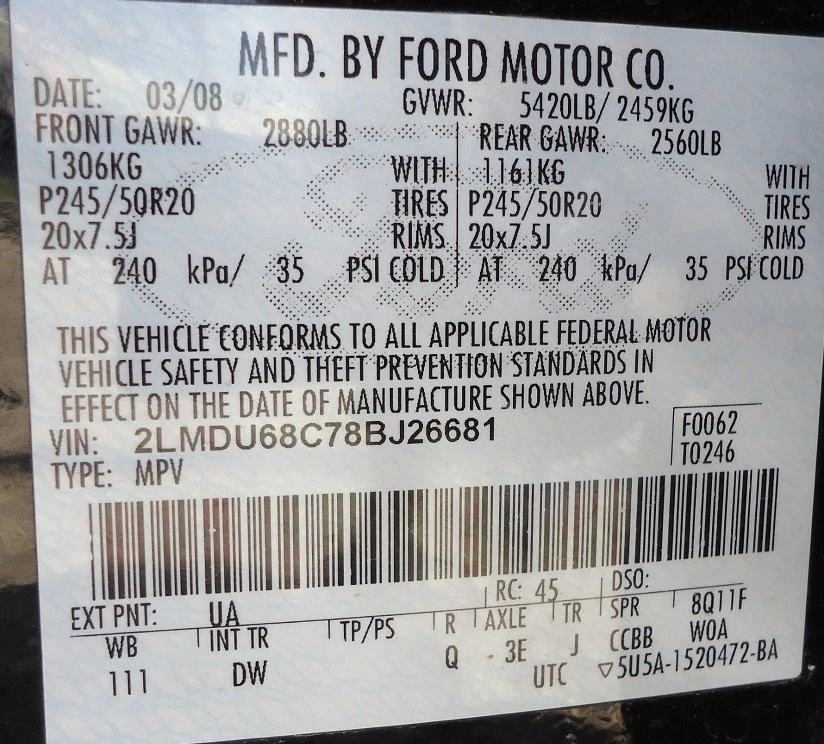 MFD. BY FORD MOTOR CO.
DATE: 03/08 GVWR: 5420LB/ 2459KG
FRONT GAWR: 2880LB REAR GAWR: 2560LB
1306KG WITH 1161KG WITH
P245/50R20 TIRES P245/50R20 TIRES
20x7.5J RIMS 20x7.5J RIMS
AT 240 kPa/ 35 PSI COLD AT 240 kPa/ 35 PSI COLD
THIS VEHICLE CONFORMS TO ALL APPLICABLE FEDERAL MOTOR
VEHICLE SAFETY AND THEFT PREVENTION STANDARDS IN
EFFECT ON THE DATE OF MANUFACTURE SHOWN ABOVE.
VIN: 2LMDU68C78BJ26681 F0062
TYPE: MPV T0246
EXT PNT: UA RC: 45 DSO:
WB INT TR TP/PS R AXLE TR SPR 8Q11F
111 DW Q - 3E J CCBB W0A
UTC ▽5U5A-1520472-BA